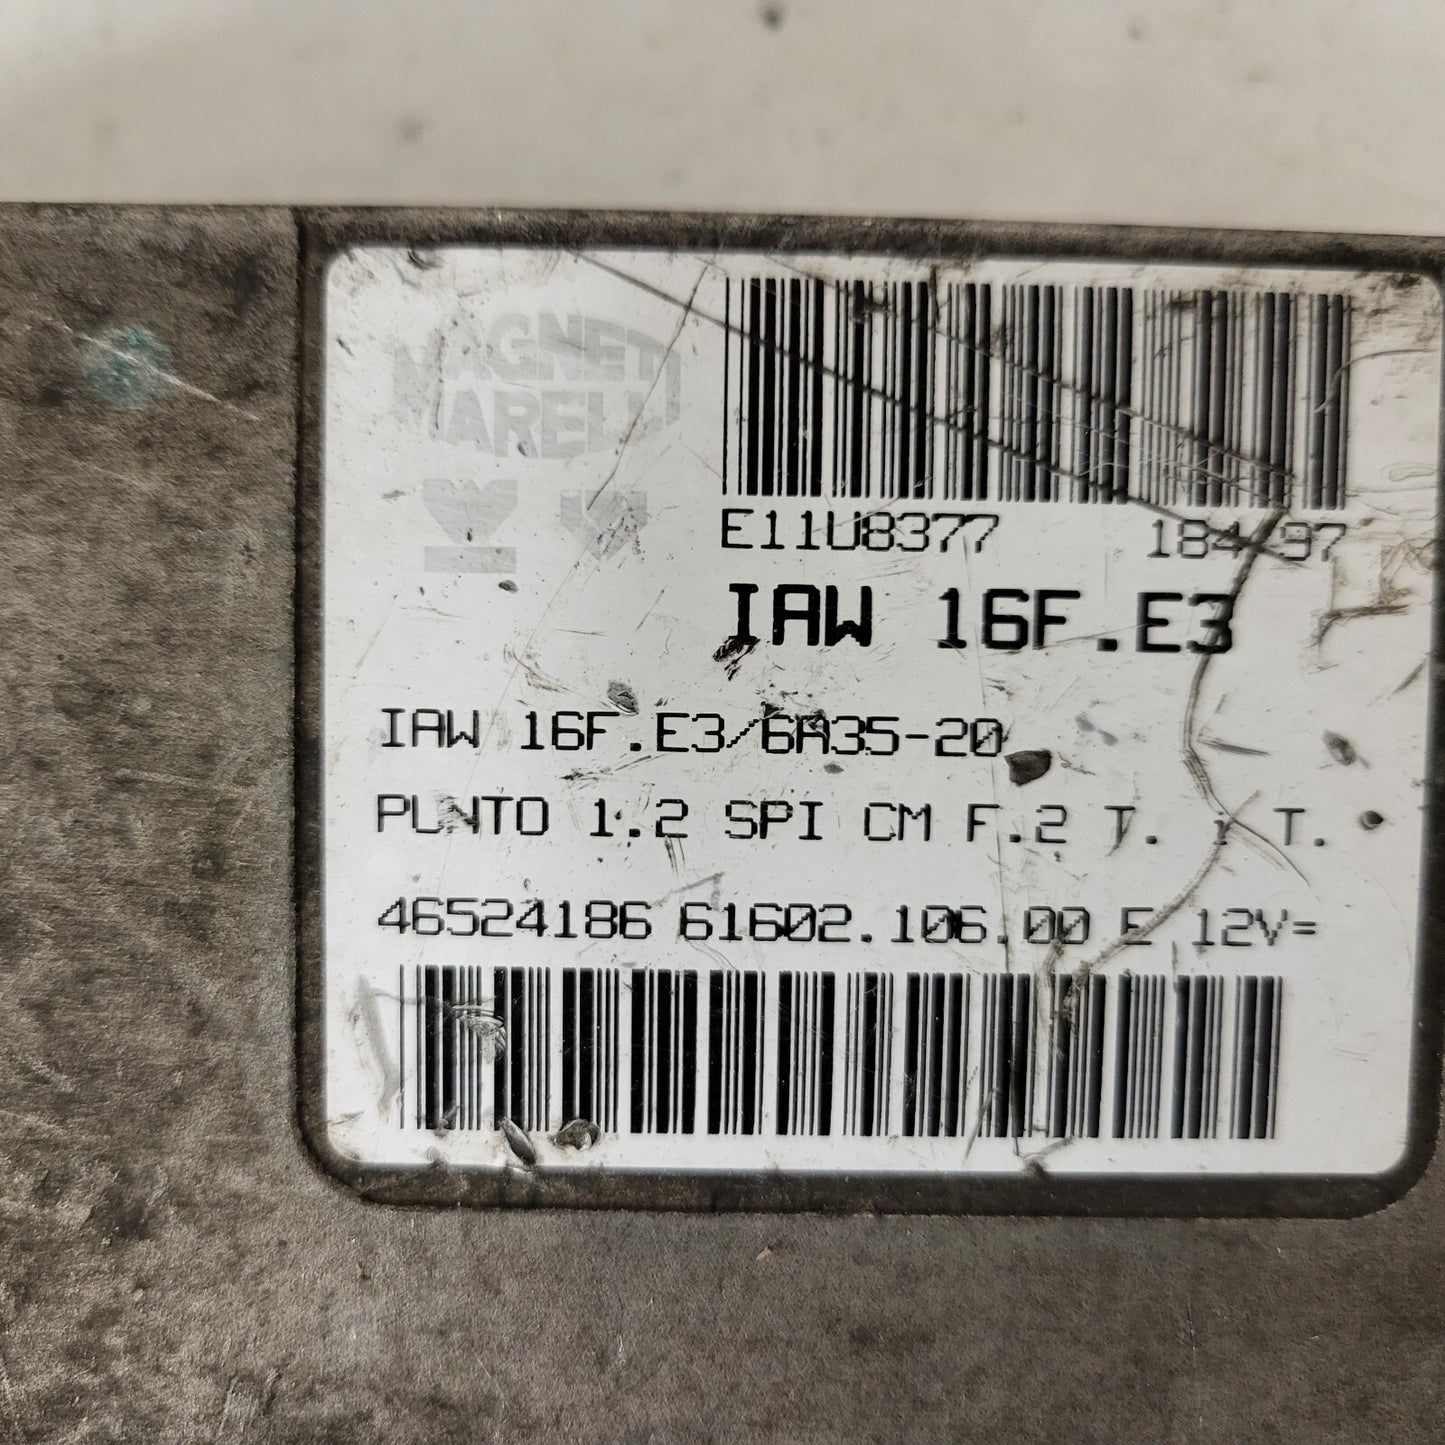 MAGNETI
MARELLI
E11U8377 184/97
IAW 16F.E3
IAW 16F.E3/6A35-20
PUNTO 1.2 SPI CM F.2 T. T.
46524186 61602.106.00 E 12V=